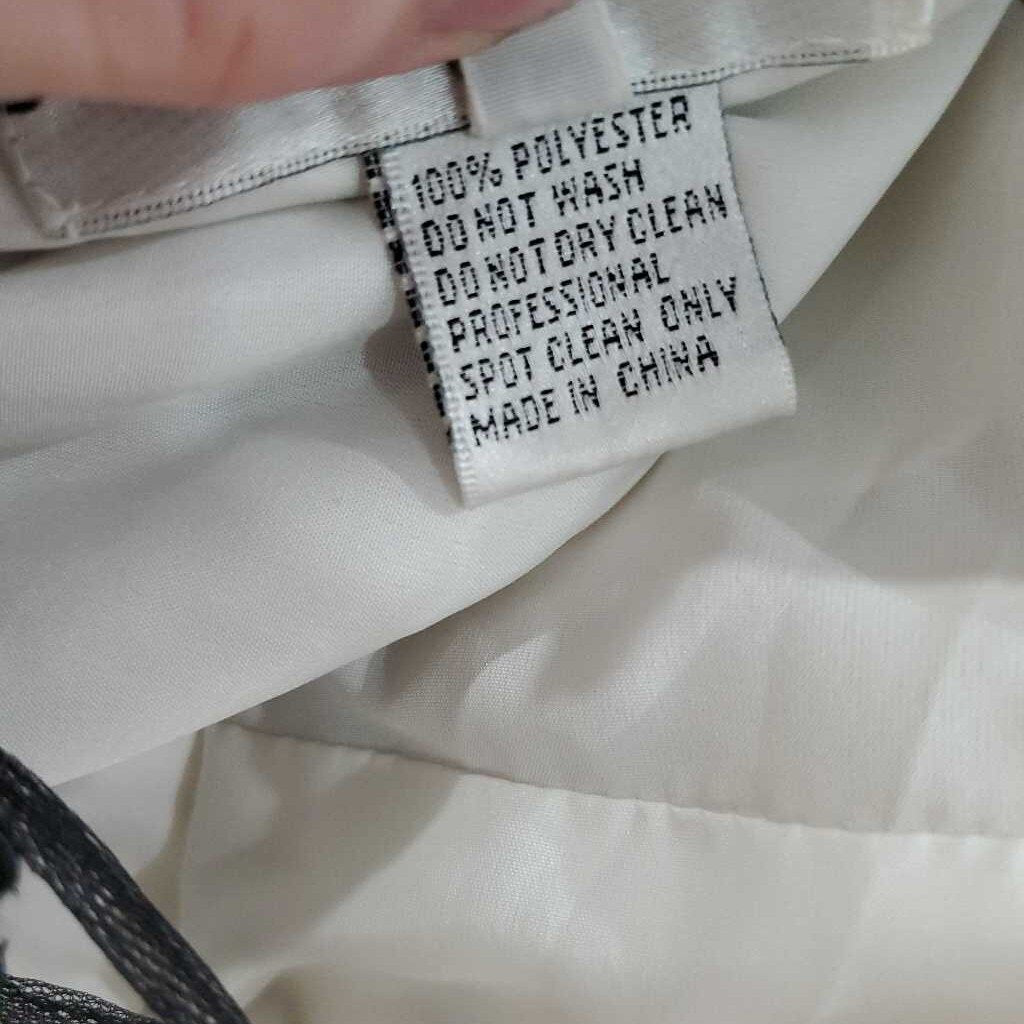 100% POLYESTER
DO NOT WASH
DO NOT DRY CLEAN
PROFESSIONAL
SPOT CLEAN ONLY
MADE IN CHINA